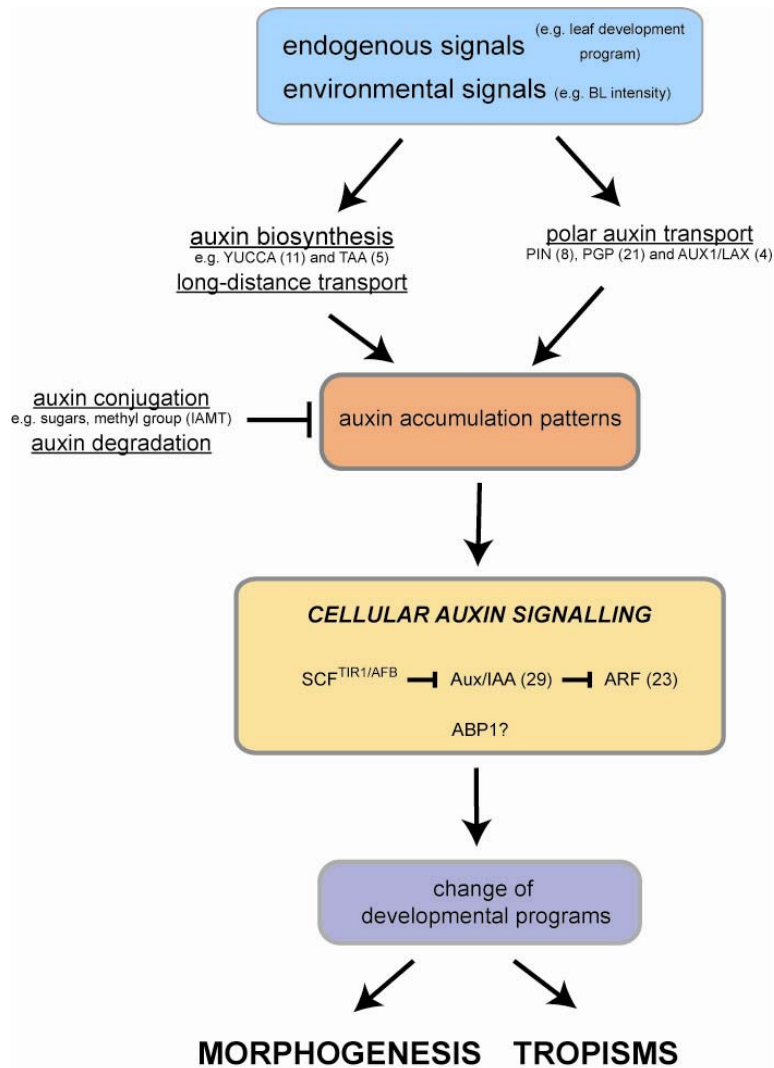 endogenous signals (e.g. leaf development program)
environmental signals (e.g. BL intensity)
auxin biosynthesis
e.g. YUCCA (11) and TAA (5)
long-distance transport
polar auxin transport
PIN (8), PGP (21) and AUX1/LAX (4)
auxin conjugation
e.g. sugars, methyl group (IAMT)
auxin degradation
auxin accumulation patterns
CELLULAR AUXIN SIGNALLING
SCF^TIR1/AFB Aux/IAA (29) ARF (23)
ABP1?
change of
developmental programs
MORPHOGENESIS TROPISMS